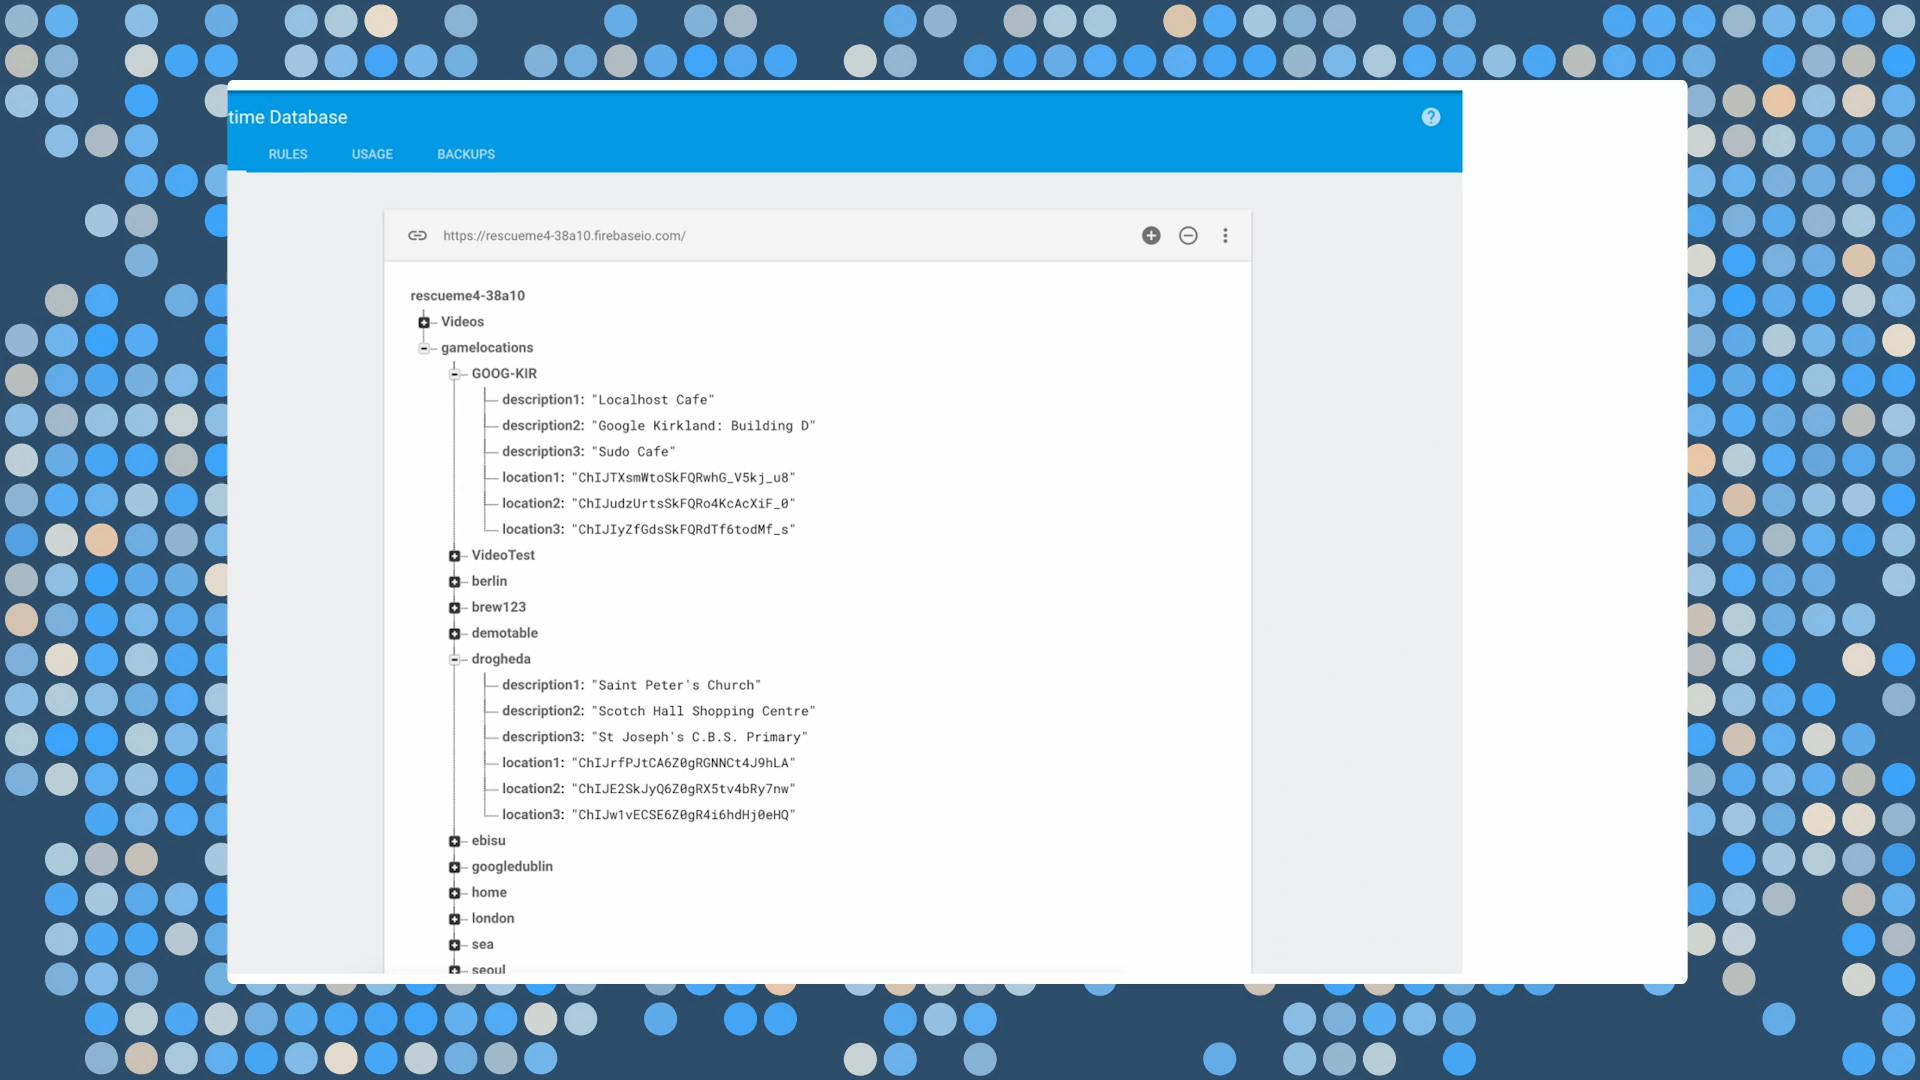 time Database
RULES USAGE BACKUPS
https://rescueme4-38a10.firebaseio.com/
rescueme4-38a10
Videos
gamelocations
GOOG-KIR
description1: "Localhost Cafe"
description2: "Google Kirkland: Building D"
description3: "Sudo Cafe"
location1: "ChIJTXsmWtoSkFQRwhG_V5kj_u8"
location2: "ChIJudzUrtsSkFQRo4KcAcXiF_0"
location3: "ChIJIyZfGdsSkFQRdTf6todMf_s"
VideoTest
berlin
brew123
demotable
drogheda
description1: "Saint Peter's Church"
description2: "Scotch Hall Shopping Centre"
description3: "St Joseph's C.B.S. Primary"
location1: "ChIJrfPJtCA6Z0gRGNNCt4J9hLA"
location2: "ChIJE2SkJyQ6Z0gRX5tv4bRy7nw"
location3: "ChIJw1vECSE6Z0gR4i6hdHj0eHQ"
ebisu
googledublin
home
london
sea
seoul